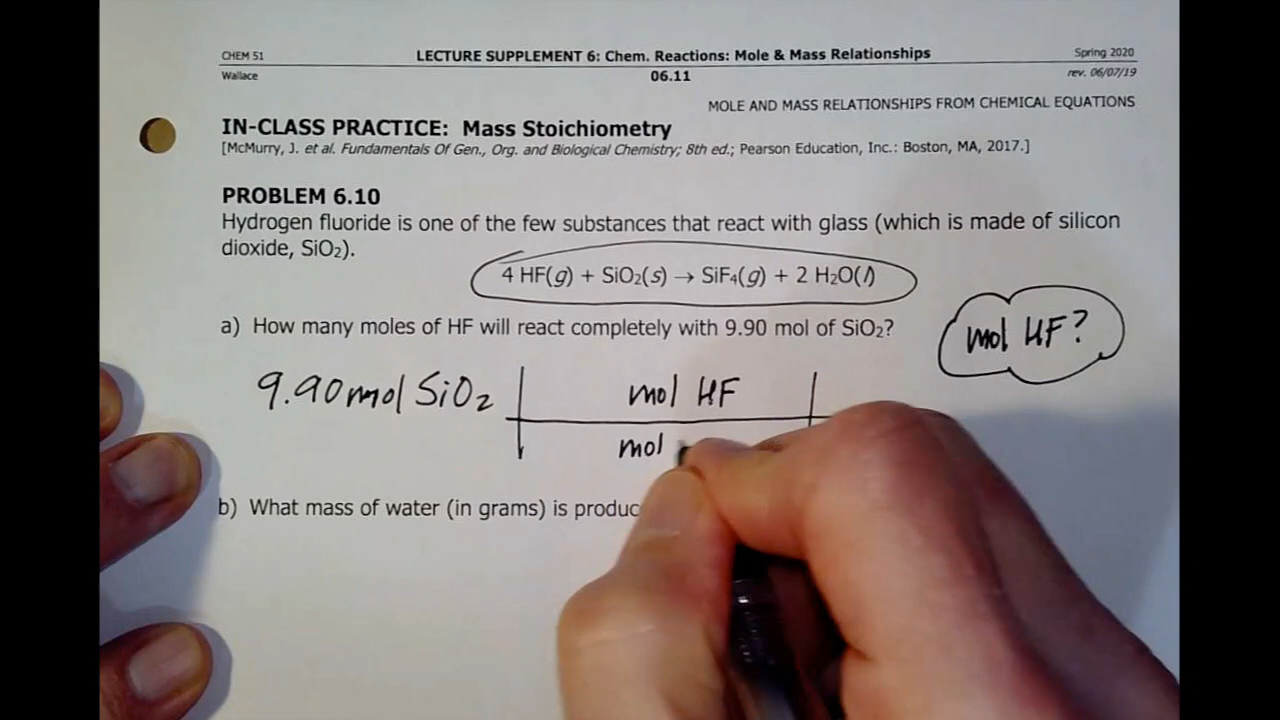 CHEM 51 LECTURE SUPPLEMENT 6: Chem. Reactions: Mole & Mass Relationships Spring 2020
Wallace 06.11 rev. 06/07/19
MOLE AND MASS RELATIONSHIPS FROM CHEMICAL EQUATIONS
IN-CLASS PRACTICE: Mass Stoichiometry
[McMurry, J. et al. Fundamentals Of Gen., Org. and Biological Chemistry; 8th ed.; Pearson Education, Inc.: Boston, MA, 2017.]
PROBLEM 6.10
Hydrogen fluoride is one of the few substances that react with glass (which is made of silicon
dioxide, SiO₂).
4 HF(g) + SiO₂(s) → SiF₄(g) + 2 H₂O(l)
a) How many moles of HF will react completely with 9.90 mol of SiO₂?
mol HF?
9.90 mol SiO₂ mol HF
mol
b) What mass of water (in grams) is